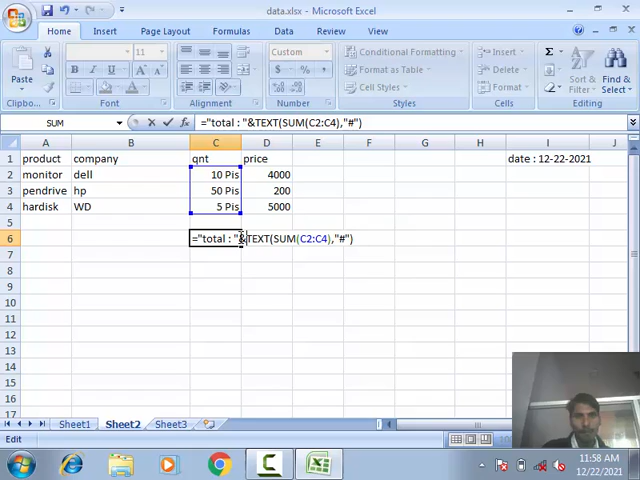 data.xlsx - Microsoft Excel
Home Insert Page Layout Formulas Data Review View
Paste
Clipboard
11
B I U
Font
Alignment
Custom
Number
Conditional Formatting
Format as Table
Cell Styles
Styles
Insert
Delete
Format
Cells
Sort & Filter
Find & Select
Editing
SUM
="total : "&TEXT(SUM(C2:C4),"#")
A B C D E F G H I J
1 product company qnt price date : 12-22-2021
2 monitor dell 10 Pis 4000
3 pendrive hp 50 Pis 200
4 hardisk WD 5 Pis 5000
5
6 ="total : "&TEXT(SUM(C2:C4),"#")
7
8
9
10
11
12
13
14
15
16
17
Sheet1 Sheet2 Sheet3
Edit
11:58 AM
12/22/2021